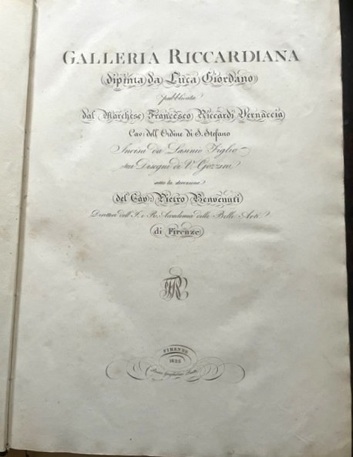 GALLERIA RICCARDIANA
dipinta da Luca Giordano
pubblicata
dal Marchese Francesco Riccardi Vernaccia
Cav. dell' Ordine di S. Stefano
Incisa da Lasinio Figlio
sui Disegni di V. Gozzini
sotto la direzione
del Cav. Pietro Benvenuti
Direttore dell' I. e R. Accademia delle Belle Arti
di Firenze
FIRENZE
1822